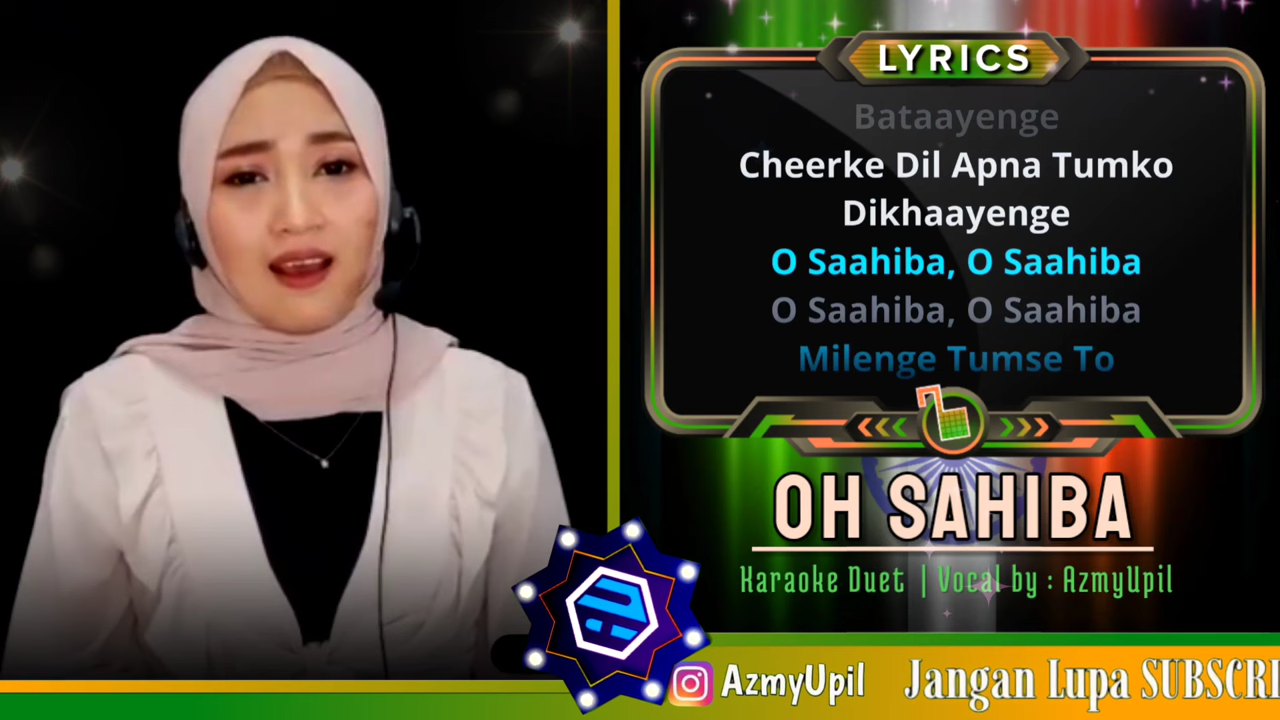 LYRICS
Bataayenge
Cheerke Dil Apna Tumko
Dikhaayenge
O Saahiba, O Saahiba
O Saahiba, O Saahiba
Milenge Tumse To
OH SAHIBA
Karaoke Duet | Vocal by : AzmyUpil
AU
AzmyUpil
Jangan Lupa SUBSCRI